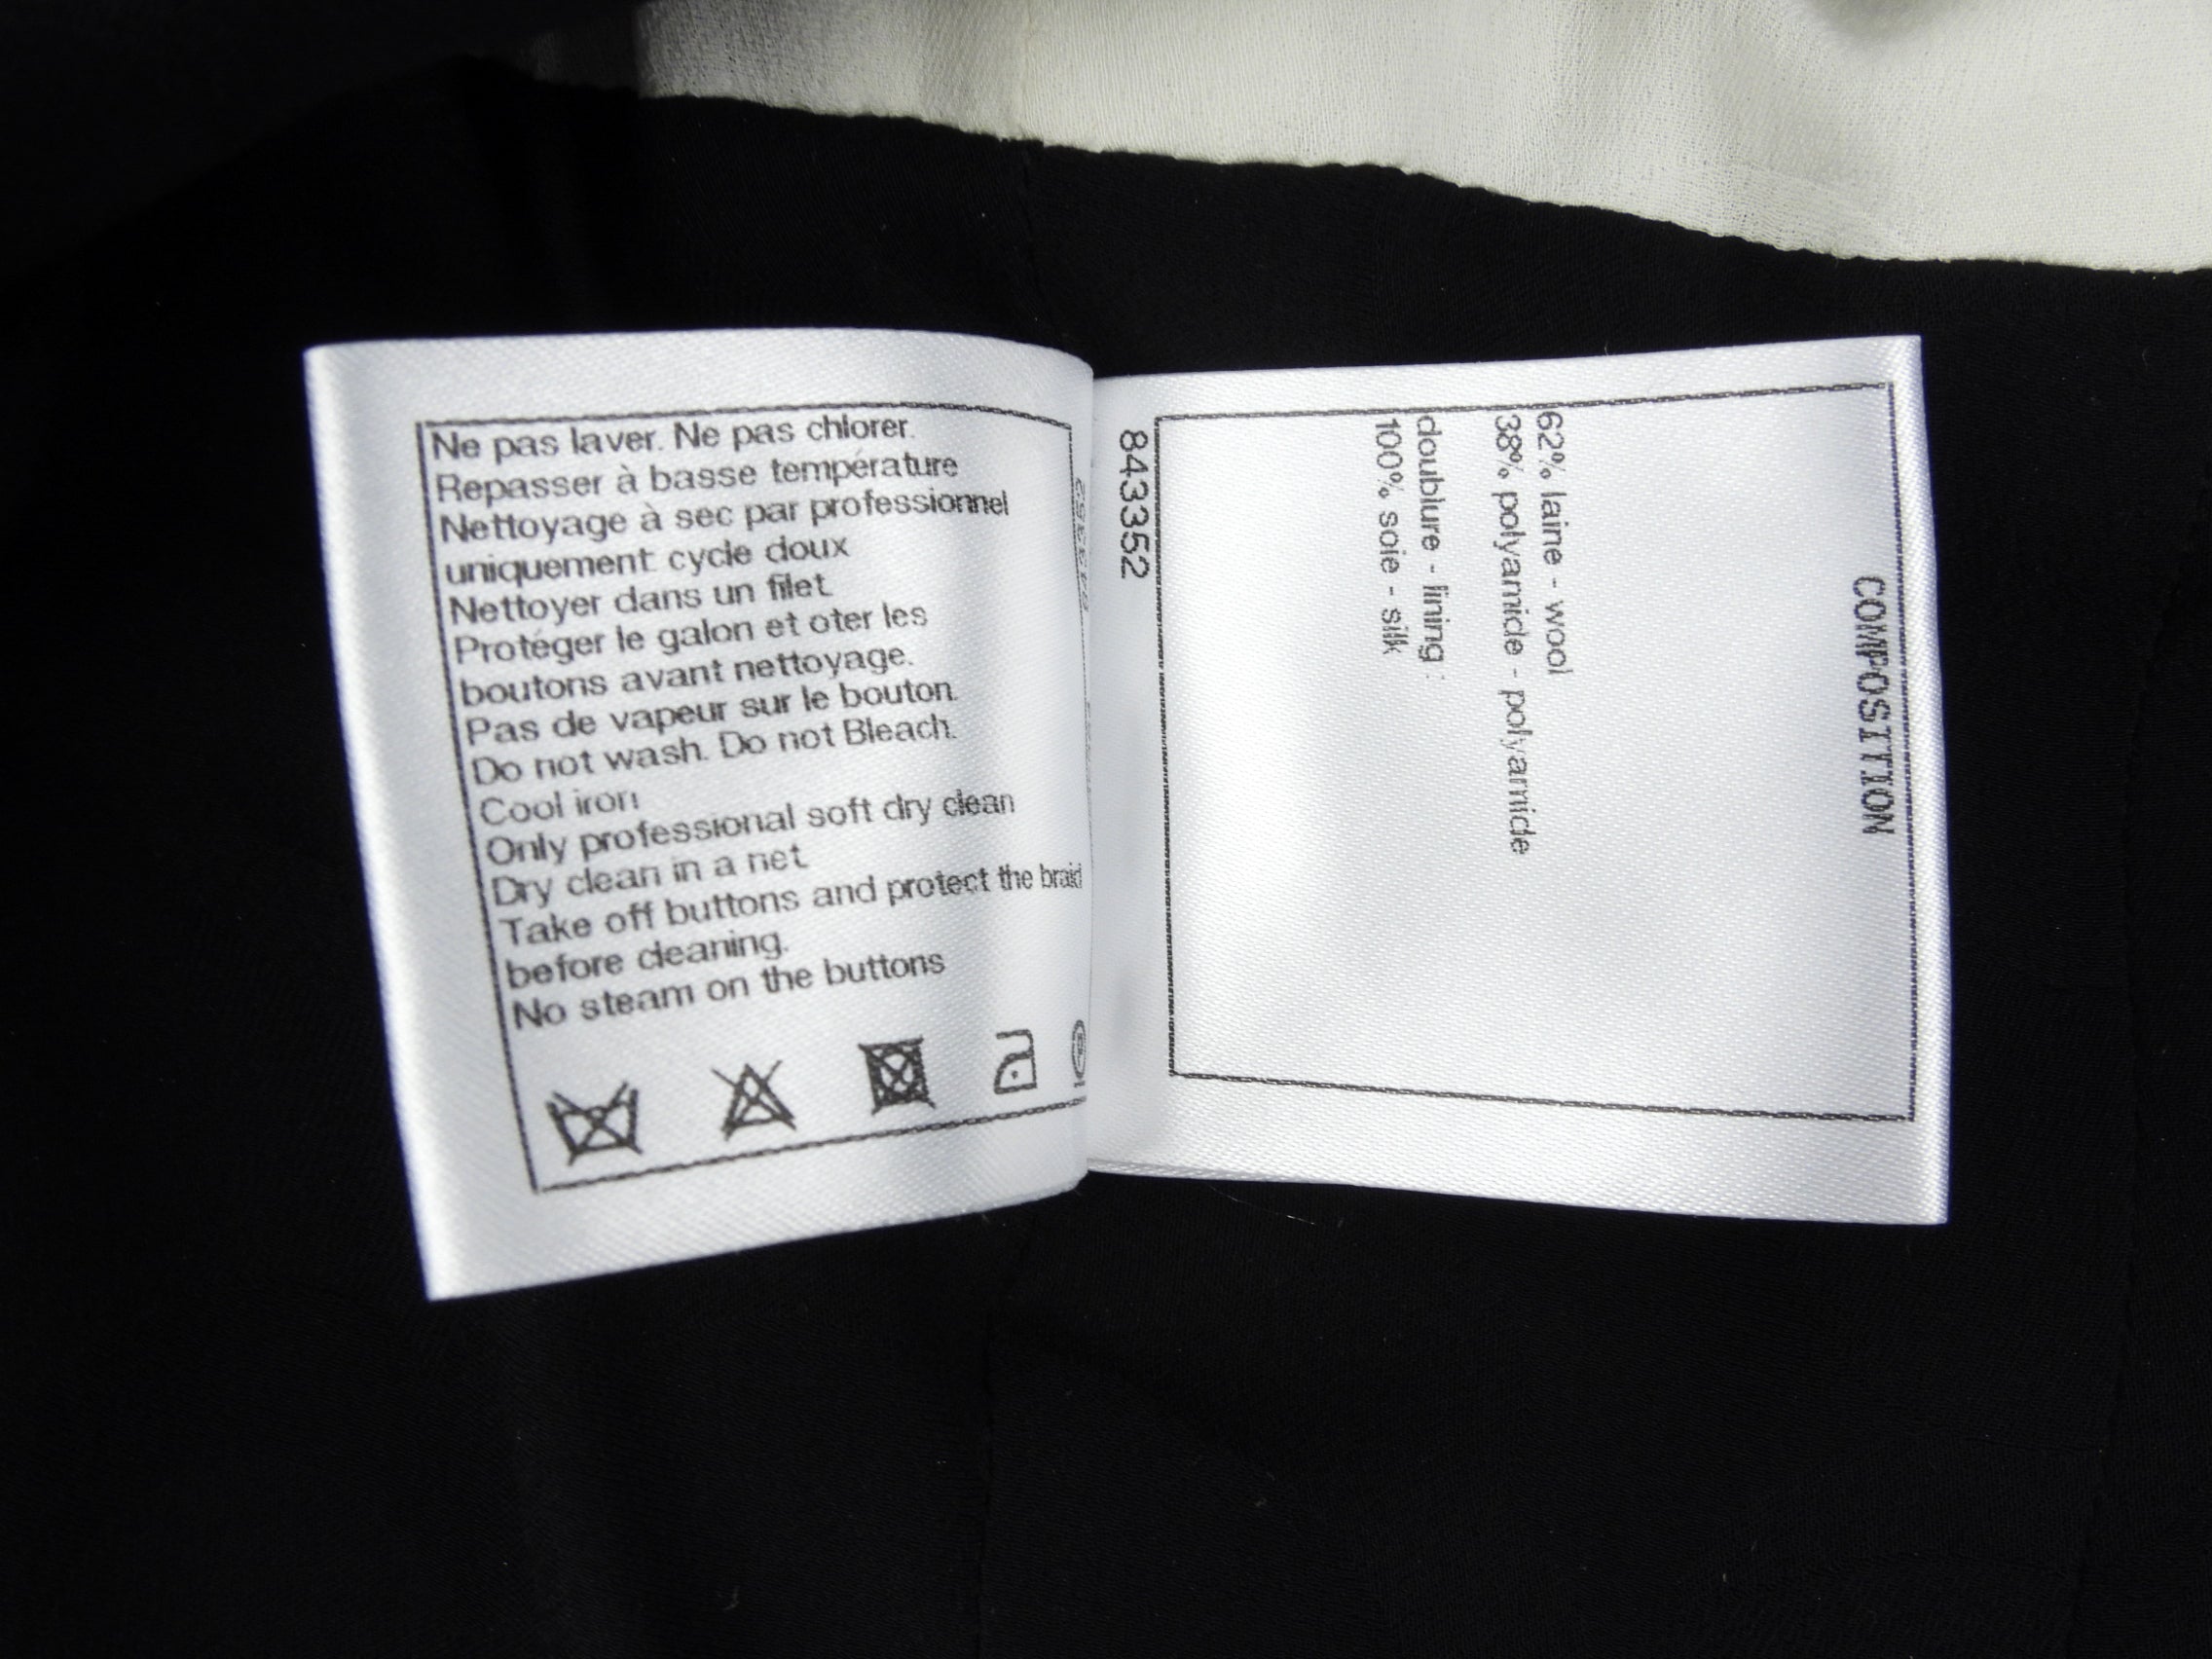 Ne pas laver. Ne pas chlorer.
Repasser à basse température
Nettoyage à sec par professionnel
uniquement cycle doux
Nettoyer dans un filet
Protéger le galon et oter les
boutons avant nettoyage.
Pas de vapeur sur le bouton.
Do not wash. Do not Bleach.
Cool iron
Only professional soft dry clean
Dry clean in a net
Take off buttons and protect the braid
before cleaning.
No steam on the buttons
COMPOSITION
62% laine - wool
38% polyamide - polyamide
doublure - lining :
100% soie - silk
8433352